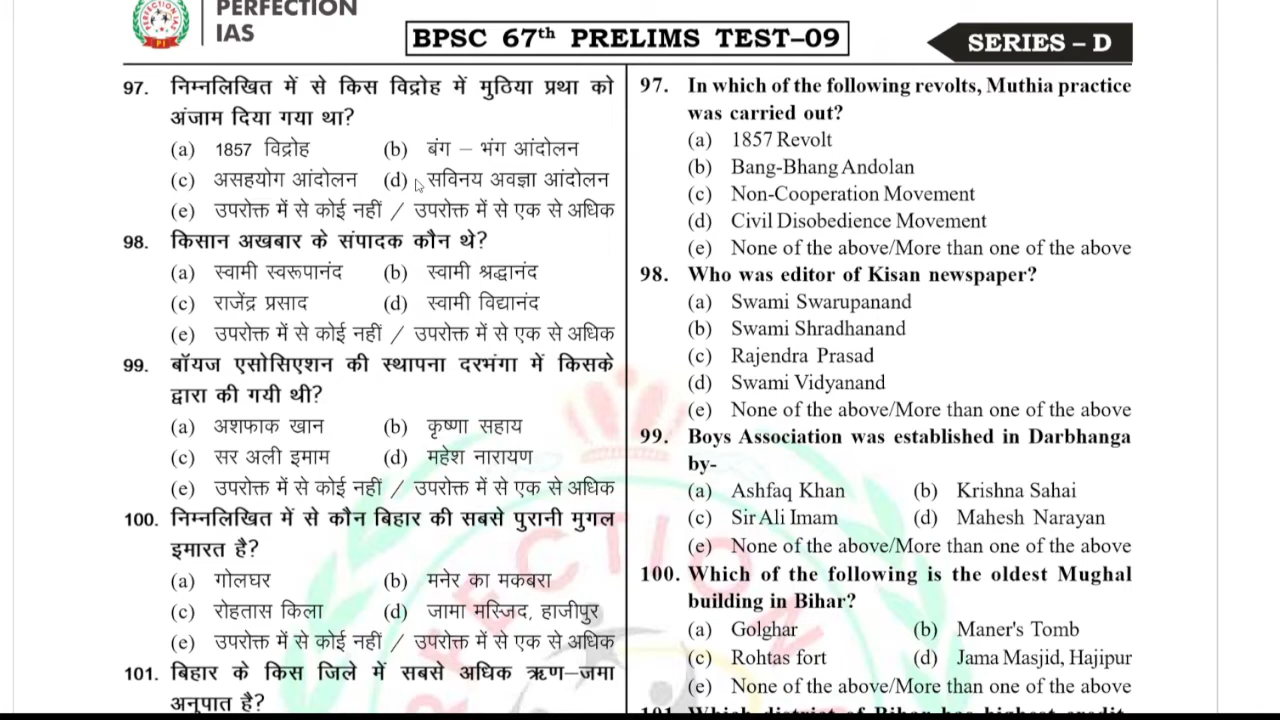 PERFECTION
IAS
BPSC 67th PRELIMS TEST–09
SERIES – D
97. निम्नलिखित में से किस विद्रोह में मुठिया प्रथा को
अंजाम दिया गया था?
(a) 1857 विद्रोह (b) बंग – भंग आंदोलन
(c) असहयोग आंदोलन (d) सविनय अवज्ञा आंदोलन
(e) उपरोक्त में से कोई नहीं / उपरोक्त में से एक से अधिक
98. किसान अखबार के संपादक कौन थे?
(a) स्वामी स्वरूपानंद (b) स्वामी श्रद्धानंद
(c) राजेंद्र प्रसाद (d) स्वामी विद्यानंद
(e) उपरोक्त में से कोई नहीं / उपरोक्त में से एक से अधिक
99. बॉयज एसोसिएशन की स्थापना दरभंगा में किसके
द्वारा की गयी थी?
(a) अशफाक खान (b) कृष्णा सहाय
(c) सर अली इमाम (d) महेश नारायण
(e) उपरोक्त में से कोई नहीं / उपरोक्त में से एक से अधिक
100. निम्नलिखित में से कौन बिहार की सबसे पुरानी मुगल
इमारत है?
(a) गोलघर (b) मनेर का मकबरा
(c) रोहतास किला (d) जामा मस्जिद, हाजीपुर
(e) उपरोक्त में से कोई नहीं / उपरोक्त में से एक से अधिक
101. बिहार के किस जिले में सबसे अधिक ऋण–जमा
अनुपात है?
97. In which of the following revolts, Muthia practice
was carried out?
(a) 1857 Revolt
(b) Bang-Bhang Andolan
(c) Non-Cooperation Movement
(d) Civil Disobedience Movement
(e) None of the above/More than one of the above
98. Who was editor of Kisan newspaper?
(a) Swami Swarupanand
(b) Swami Shradhanand
(c) Rajendra Prasad
(d) Swami Vidyanand
(e) None of the above/More than one of the above
99. Boys Association was established in Darbhanga
by-
(a) Ashfaq Khan (b) Krishna Sahai
(c) Sir Ali Imam (d) Mahesh Narayan
(e) None of the above/More than one of the above
100. Which of the following is the oldest Mughal
building in Bihar?
(a) Golghar (b) Maner's Tomb
(c) Rohtas fort (d) Jama Masjid, Hajipur
(e) None of the above/More than one of the above
101. Which district of Bihar has highest credit-